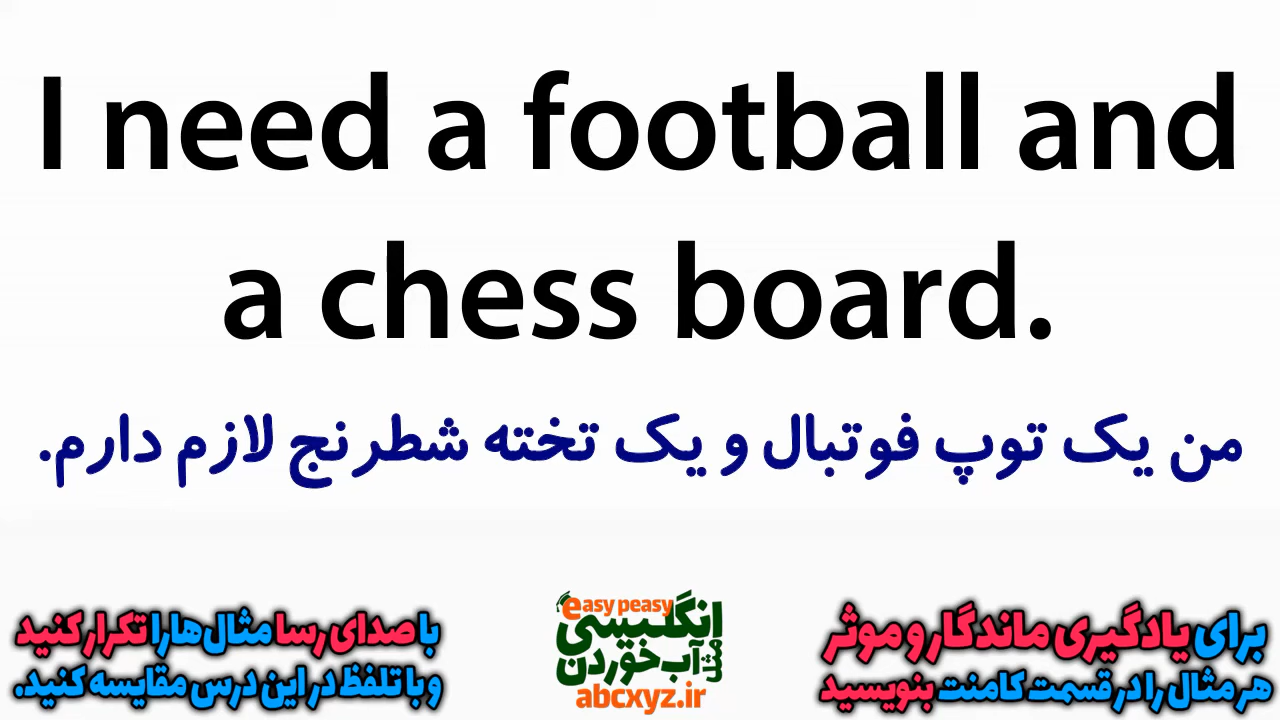 I need a football and
a chess board.
من یک توپ فوتبال و یک تخته شطرنج لازم دارم.
برای یادگیری ماندگار و موثر
هر مثال را در قسمت کامنت بنویسید
easy peasy
انگلیسی
مثل آب خوردن
abcxyz.ir
با صدای رسا مثال‌ها را تکرار کنید
و با تلفظ در این درس مقایسه کنید.